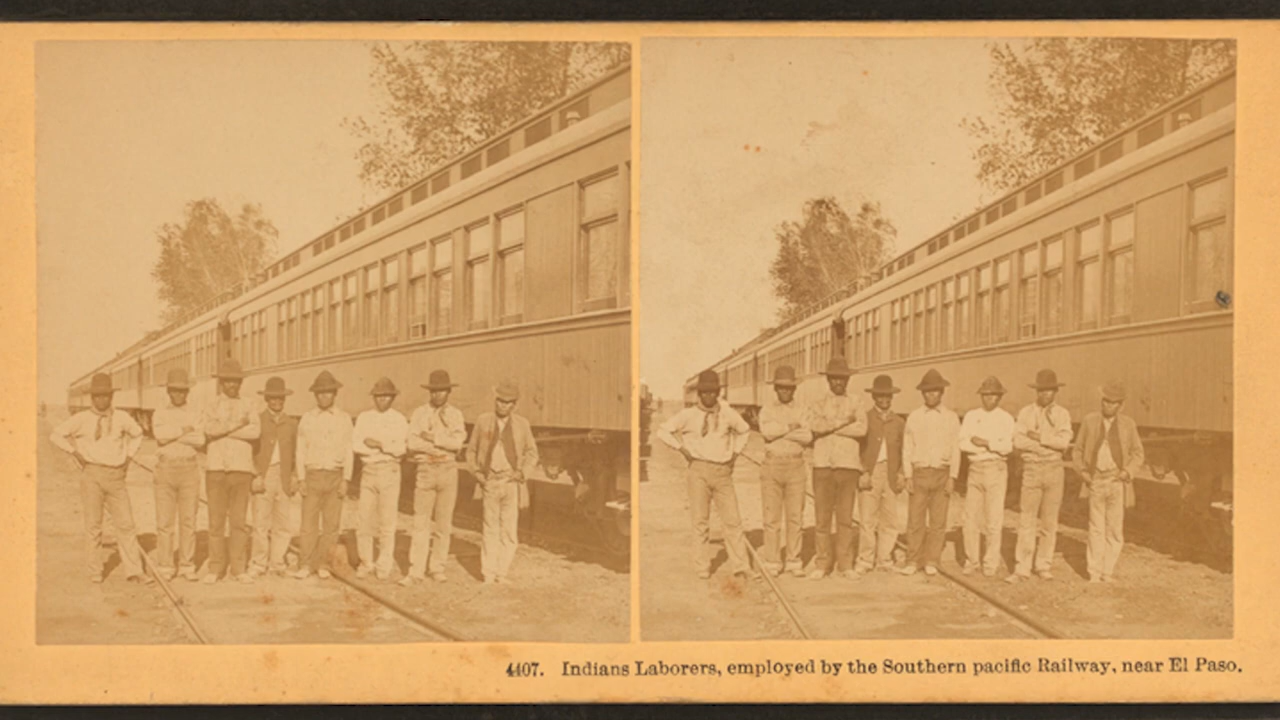 4407. Indians Laborers, employed by the Southern pacific Railway, near El Paso.